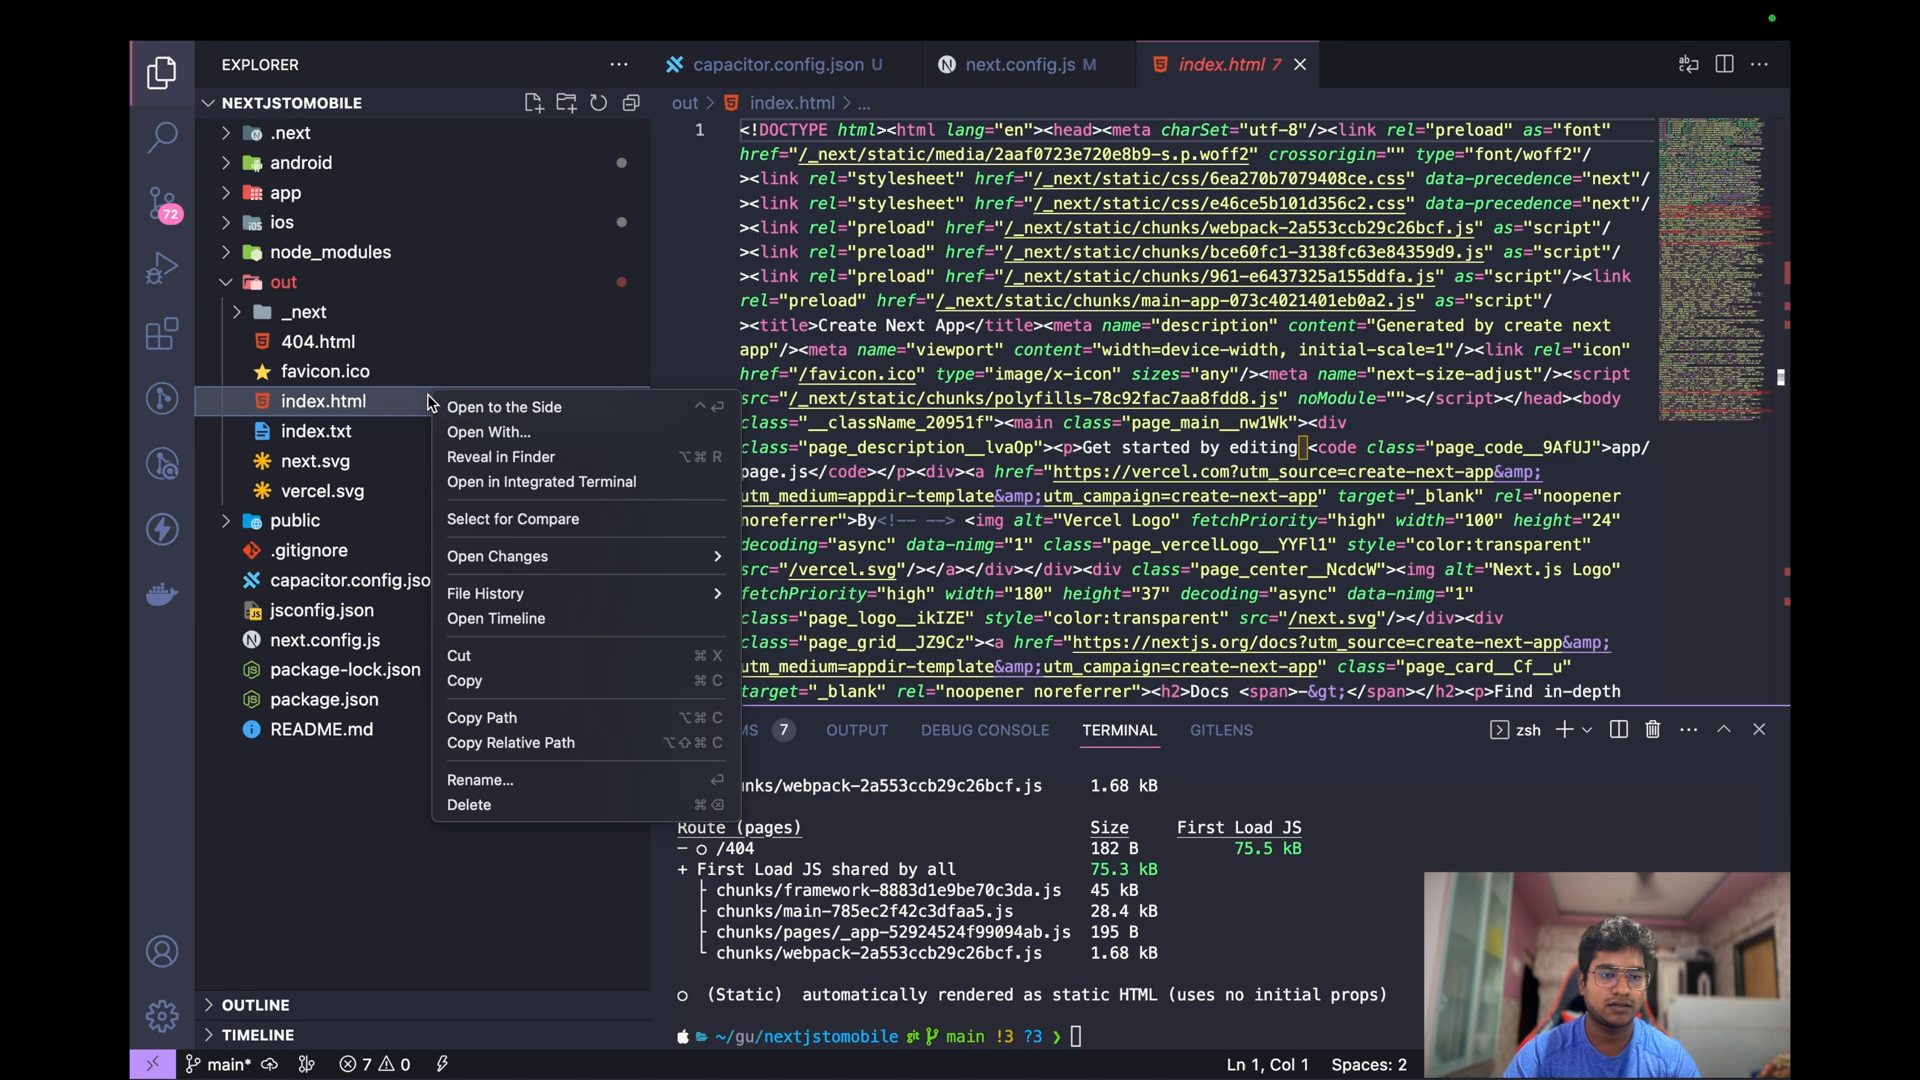 EXPLORER
NEXTJSTOMOBILE
.next
android
app
ios
node_modules
out
_next
404.html
favicon.ico
index.html
index.txt
next.svg
vercel.svg
public
.gitignore
capacitor.config.jso
jsconfig.json
next.config.js
package-lock.json
package.json
README.md
OUTLINE
TIMELINE
72
Open to the Side
Open With...
Reveal in Finder ⌥⌘ R
Open in Integrated Terminal
Select for Compare
Open Changes
File History
Open Timeline
Cut ⌘ X
Copy ⌘ C
Copy Path ⌥⌘ C
Copy Relative Path ⌥⇧⌘ C
Rename...
Delete ⌘⌫
capacitor.config.json U
next.config.js M
index.html 7
out > index.html > ...
1
<!DOCTYPE html><html lang="en"><head><meta charSet="utf-8"/><link rel="preload" as="font"
href="/_next/static/media/2aaf0723e720e8b9-s.p.woff2" crossorigin="" type="font/woff2"/
><link rel="stylesheet" href="/_next/static/css/6ea270b7079408ce.css" data-precedence="next"/
><link rel="stylesheet" href="/_next/static/css/e46ce5b101d356c2.css" data-precedence="next"/
><link rel="preload" href="/_next/static/chunks/webpack-2a553ccb29c26bcf.js" as="script"/
><link rel="preload" href="/_next/static/chunks/bce60fc1-3138fc63e84359d9.js" as="script"/
><link rel="preload" href="/_next/static/chunks/961-e6437325a155ddfa.js" as="script"/><link
rel="preload" href="/_next/static/chunks/main-app-073c4021401eb0a2.js" as="script"/
><title>Create Next App</title><meta name="description" content="Generated by create next
app"/><meta name="viewport" content="width=device-width, initial-scale=1"/><link rel="icon"
href="/favicon.ico" type="image/x-icon" sizes="any"/><meta name="next-size-adjust"/><script
src="/_next/static/chunks/polyfills-78c92fac7aa8fdd8.js" noModule=""></script></head><body
class="__className_20951f"><main class="page_main__nw1Wk"><div
class="page_description__lvaOp"><p>Get started by editing <code class="page_code__9AfUJ">app/
page.js</code></p><div><a href="https://vercel.com?utm_source=create-next-app&amp;
utm_medium=appdir-template&amp;utm_campaign=create-next-app" target="_blank" rel="noopener
noreferrer">By<!-- --> <img alt="Vercel Logo" fetchPriority="high" width="100" height="24"
decoding="async" data-nimg="1" class="page_vercelLogo__YYFl1" style="color:transparent"
src="/vercel.svg"/></a></div></div><div class="page_center__NcdcW"><img alt="Next.js Logo"
fetchPriority="high" width="180" height="37" decoding="async" data-nimg="1"
class="page_logo__ikIZE" style="color:transparent" src="/next.svg"/></div><div
class="page_grid__JZ9Cz"><a href="https://nextjs.org/docs?utm_source=create-next-app&amp;
utm_medium=appdir-template&amp;utm_campaign=create-next-app" class="page_card__Cf__u"
target="_blank" rel="noopener noreferrer"><h2>Docs <span>-&gt;</span></h2><p>Find in-depth
MS 7 OUTPUT DEBUG CONSOLE TERMINAL GITLENS zsh
unks/webpack-2a553ccb29c26bcf.js 1.68 kB
Route (pages) Size First Load JS
─ ○ /404 182 B 75.5 kB
+ First Load JS shared by all 75.3 kB
├ chunks/framework-8883d1e9be70c3da.js 45 kB
├ chunks/main-785ec2f42c3dfaa5.js 28.4 kB
├ chunks/pages/_app-52924524f99094ab.js 195 B
└ chunks/webpack-2a553ccb29c26bcf.js 1.68 kB
○ (Static) automatically rendered as static HTML (uses no initial props)
~/gu/nextjstomobile git main !3 ?3 ❯
main* 7 0 Ln 1, Col 1 Spaces: 2